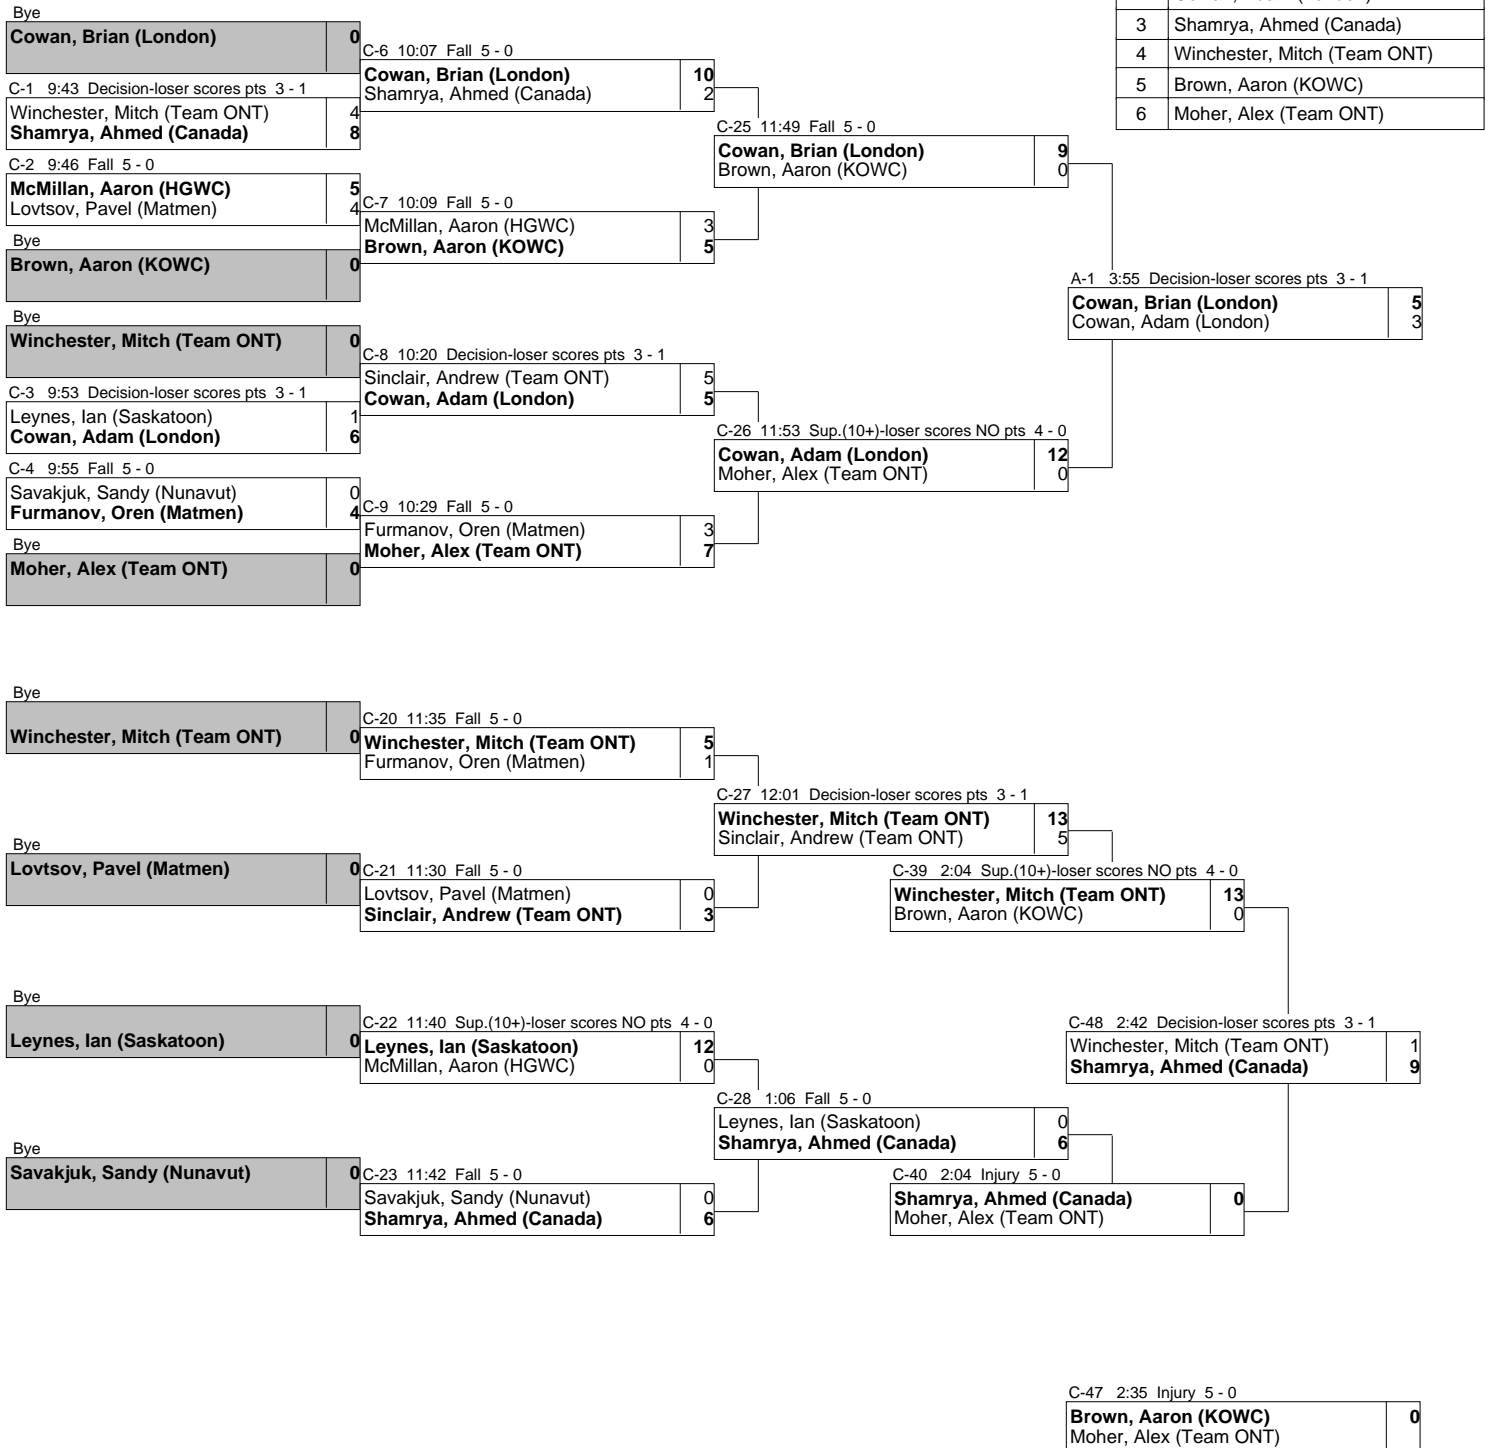 3 Shamrya, Ahmed (Canada)
4 Winchester, Mitch (Team ONT)
5 Brown, Aaron (KOWC)
6 Moher, Alex (Team ONT)
Bye
Cowan, Brian (London) 0
C-1 9:43 Decision-loser scores pts 3 - 1
Winchester, Mitch (Team ONT) 4
Shamrya, Ahmed (Canada) 8
C-2 9:46 Fall 5 - 0
McMillan, Aaron (HGWC) 5
Lovtsov, Pavel (Matmen) 4
Bye
Brown, Aaron (KOWC) 0
Bye
Winchester, Mitch (Team ONT) 0
C-3 9:53 Decision-loser scores pts 3 - 1
Leynes, Ian (Saskatoon) 1
Cowan, Adam (London) 6
C-4 9:55 Fall 5 - 0
Savakjuk, Sandy (Nunavut) 0
Furmanov, Oren (Matmen) 4
Bye
Moher, Alex (Team ONT) 0
C-6 10:07 Fall 5 - 0
Cowan, Brian (London) 10
Shamrya, Ahmed (Canada) 2
C-7 10:09 Fall 5 - 0
McMillan, Aaron (HGWC) 3
Brown, Aaron (KOWC) 5
C-8 10:20 Decision-loser scores pts 3 - 1
Sinclair, Andrew (Team ONT) 5
Cowan, Adam (London) 5
C-9 10:29 Fall 5 - 0
Furmanov, Oren (Matmen) 3
Moher, Alex (Team ONT) 7
C-25 11:49 Fall 5 - 0
Cowan, Brian (London) 9
Brown, Aaron (KOWC) 0
C-26 11:53 Sup.(10+)-loser scores NO pts 4 - 0
Cowan, Adam (London) 12
Moher, Alex (Team ONT) 0
A-1 3:55 Decision-loser scores pts 3 - 1
Cowan, Brian (London) 5
Cowan, Adam (London) 3
Bye
Winchester, Mitch (Team ONT) 0
Bye
Lovtsov, Pavel (Matmen) 0
Bye
Leynes, Ian (Saskatoon) 0
Bye
Savakjuk, Sandy (Nunavut) 0
C-20 11:35 Fall 5 - 0
Winchester, Mitch (Team ONT) 5
Furmanov, Oren (Matmen) 1
C-21 11:30 Fall 5 - 0
Lovtsov, Pavel (Matmen) 0
Sinclair, Andrew (Team ONT) 3
C-22 11:40 Sup.(10+)-loser scores NO pts 4 - 0
Leynes, Ian (Saskatoon) 12
McMillan, Aaron (HGWC) 0
C-23 11:42 Fall 5 - 0
Savakjuk, Sandy (Nunavut) 0
Shamrya, Ahmed (Canada) 6
C-27 12:01 Decision-loser scores pts 3 - 1
Winchester, Mitch (Team ONT) 13
Sinclair, Andrew (Team ONT) 5
C-28 1:06 Fall 5 - 0
Leynes, Ian (Saskatoon) 0
Shamrya, Ahmed (Canada) 6
C-39 2:04 Sup.(10+)-loser scores NO pts 4 - 0
Winchester, Mitch (Team ONT) 13
Brown, Aaron (KOWC) 0
C-40 2:04 Injury 5 - 0
Shamrya, Ahmed (Canada) 0
Moher, Alex (Team ONT)
C-48 2:42 Decision-loser scores pts 3 - 1
Winchester, Mitch (Team ONT) 1
Shamrya, Ahmed (Canada) 9
C-47 2:35 Injury 5 - 0
Brown, Aaron (KOWC) 0
Moher, Alex (Team ONT)